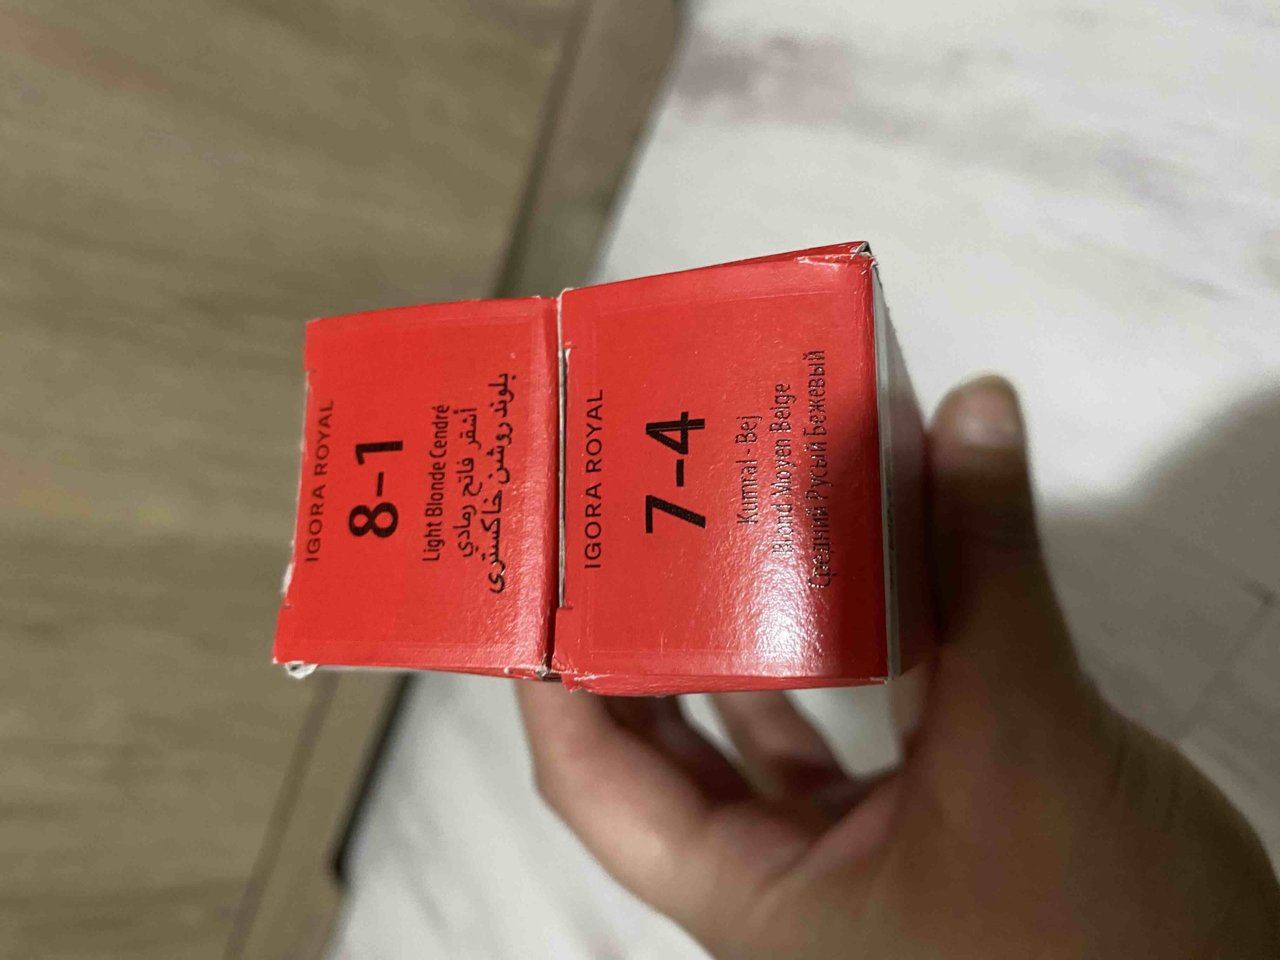 IGORA ROYAL
8-1
Light Blonde Cendré
أشقر فاتح رمادي
بلوند روشن خاکستری
IGORA ROYAL
7-4
Kumral - Bej
Blond Moyen Beige
Средний Русый Бежевый